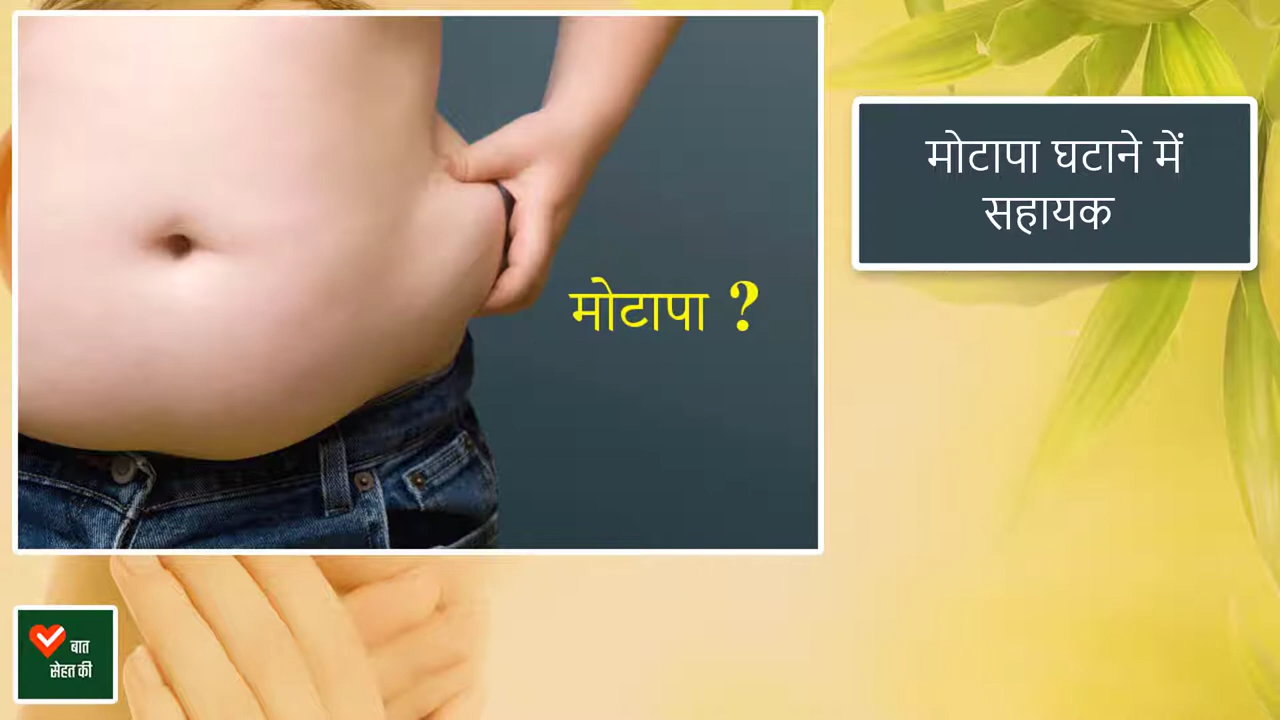 मोटापा घटाने में
सहायक
मोटापा ?
बात
सेहत की